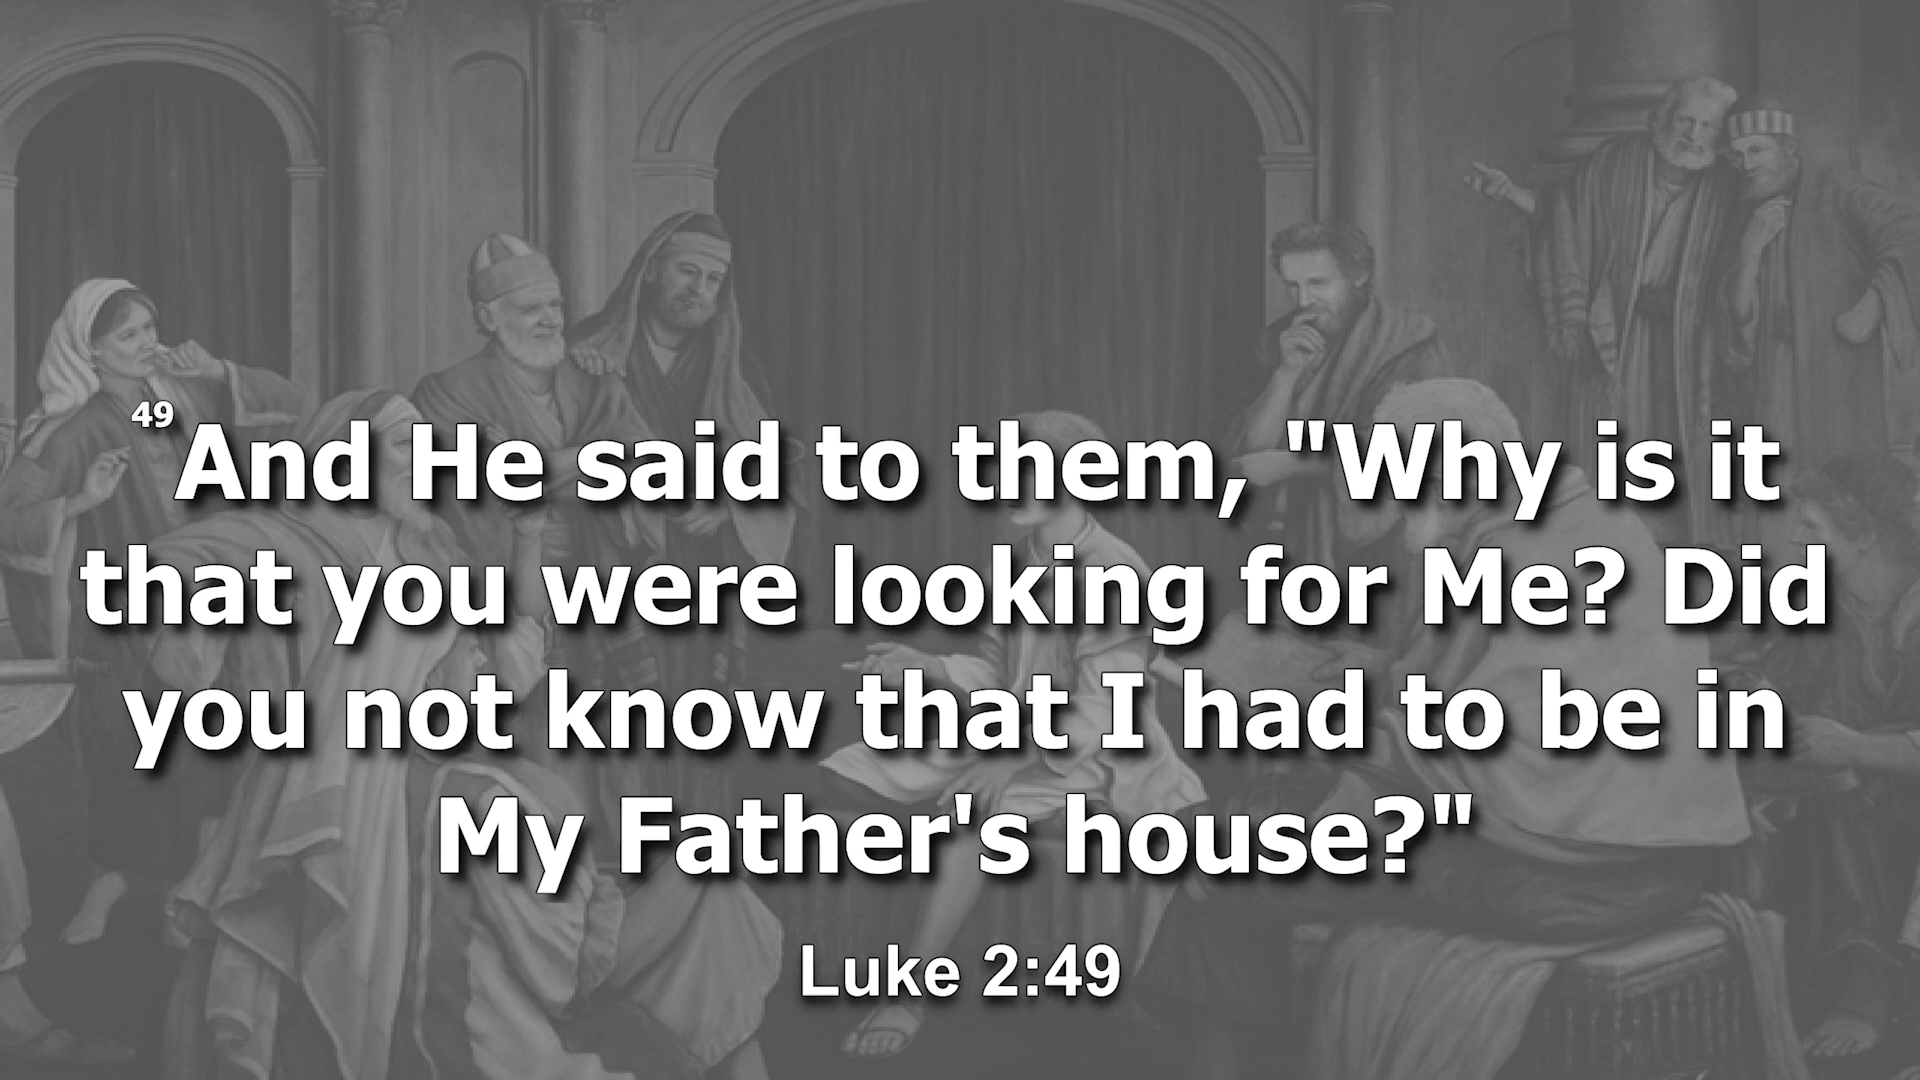 49 And He said to them, "Why is it
that you were looking for Me? Did
you not know that I had to be in
My Father's house?"
Luke 2:49